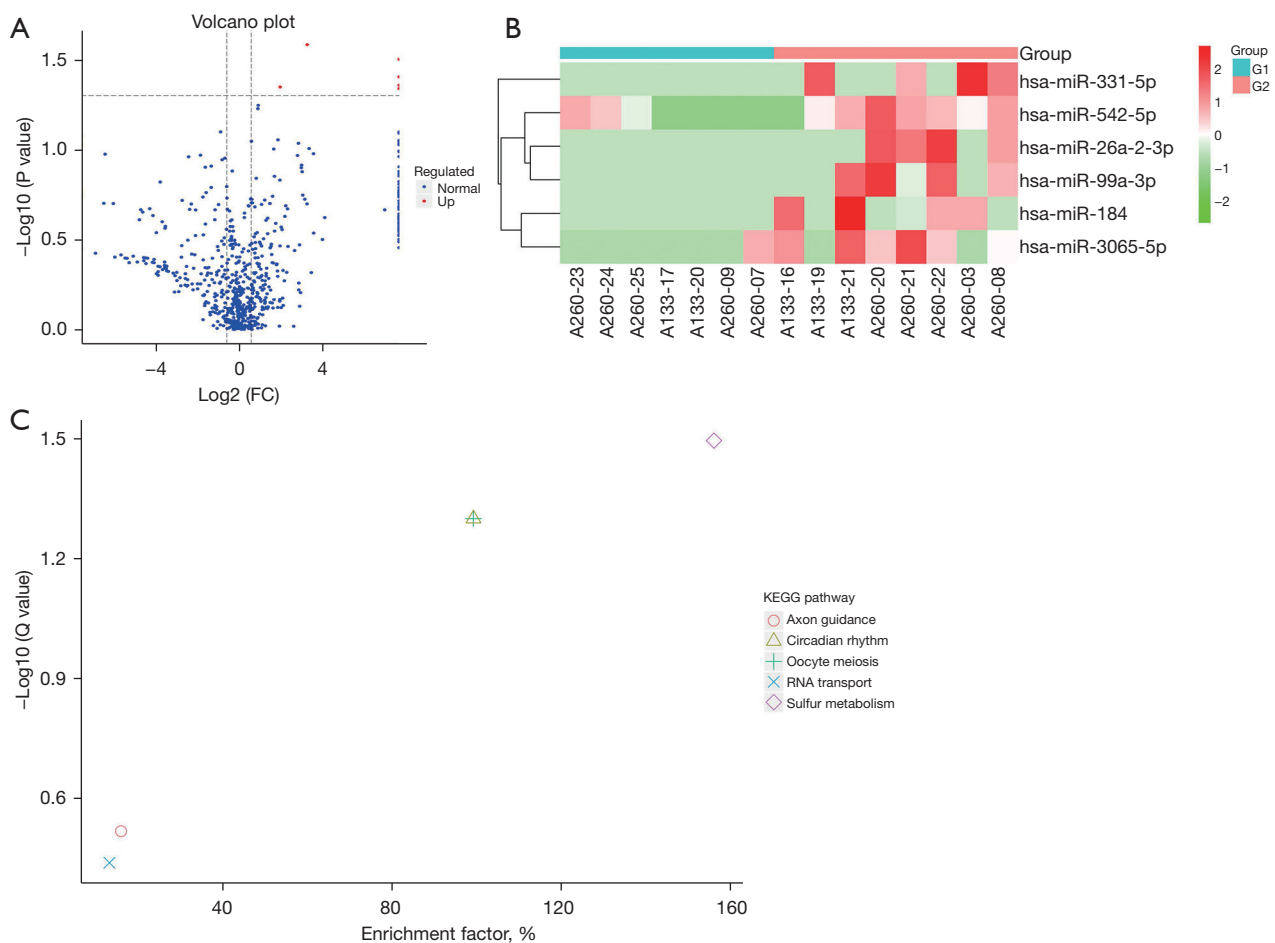 A
Volcano plot
1.5
1.0
0.5
0.0
−Log10 (P value)
−4
0
4
Log2 (FC)
Regulated
Normal
Up
B
Group
hsa-miR-331-5p
hsa-miR-542-5p
hsa-miR-26a-2-3p
hsa-miR-99a-3p
hsa-miR-184
hsa-miR-3065-5p
A260-23
A260-24
A260-25
A133-17
A133-20
A260-09
A260-07
A133-16
A133-19
A133-21
A260-20
A260-21
A260-22
A260-03
A260-08
2
1
0
−1
−2
Group
G1
G2
C
1.5
1.2
0.9
0.6
−Log10 (Q value)
40
80
120
160
Enrichment factor, %
KEGG pathway
Axon guidance
Circadian rhythm
Oocyte meiosis
RNA transport
Sulfur metabolism